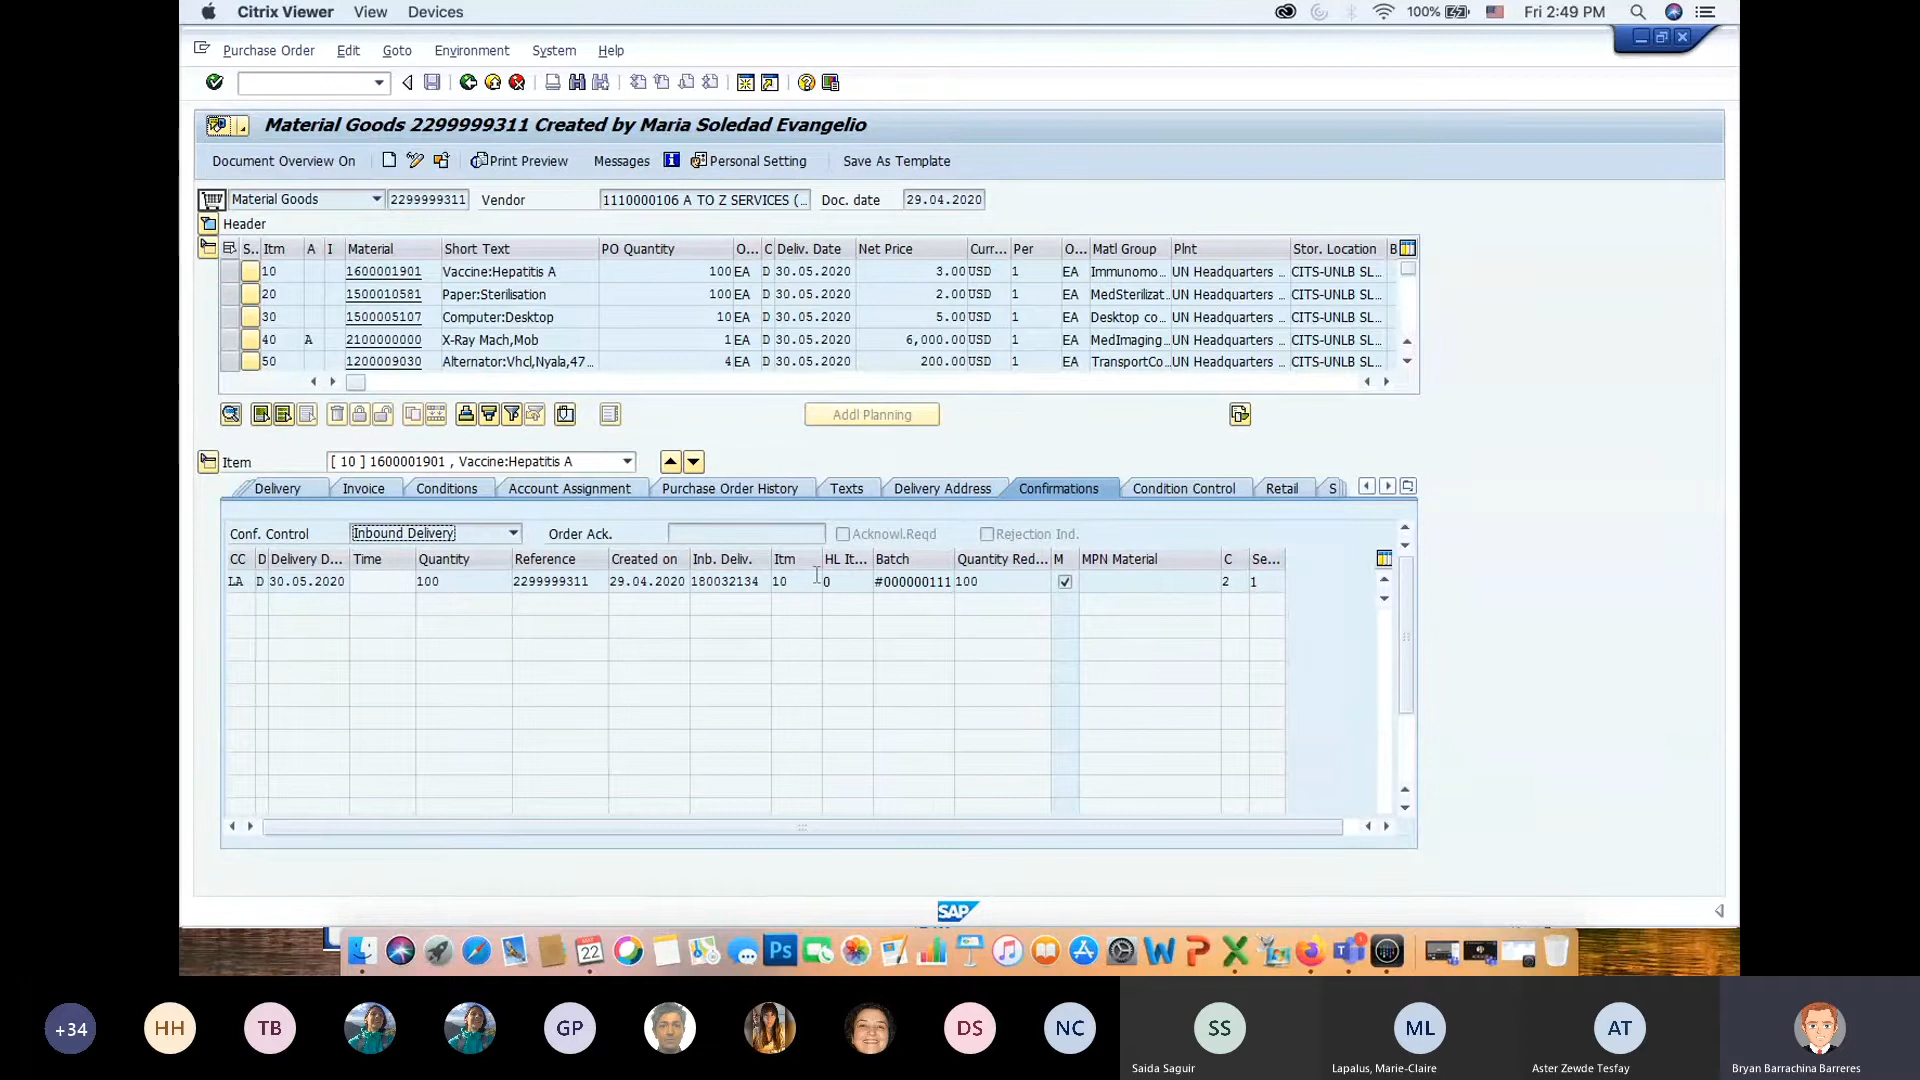 Citrix Viewer View Devices 100% Fri 2:49 PM
Purchase Order Edit Goto Environment System Help
Material Goods 2299999311 Created by Maria Soledad Evangelio
Document Overview On Print Preview Messages Personal Setting Save As Template
Material Goods 2299999311 Vendor 1110000106 A TO Z SERVICES (... Doc. date 29.04.2020
Header
S.. Itm A I Material Short Text PO Quantity O... C Deliv. Date Net Price Curr... Per O... Matl Group Plnt Stor. Location B
10 1600001901 Vaccine:Hepatitis A 100 EA D 30.05.2020 3.00 USD 1 EA Immunomo... UN Headquarters ... CITS-UNLB SL...
20 1500010581 Paper:Sterilisation 100 EA D 30.05.2020 2.00 USD 1 EA MedSterilizat... UN Headquarters ... CITS-UNLB SL...
30 1500005107 Computer:Desktop 10 EA D 30.05.2020 5.00 USD 1 EA Desktop co... UN Headquarters ... CITS-UNLB SL...
40 A 2100000000 X-Ray Mach,Mob 1 EA D 30.05.2020 6,000.00 USD 1 EA MedImaging... UN Headquarters ... CITS-UNLB SL...
50 1200009030 Alternator:Vhcl,Nyala,47... 4 EA D 30.05.2020 200.00 USD 1 EA TransportCo... UN Headquarters ... CITS-UNLB SL...
Addl Planning
Item [ 10 ] 1600001901 , Vaccine:Hepatitis A
Delivery Invoice Conditions Account Assignment Purchase Order History Texts Delivery Address Confirmations Condition Control Retail S
Conf. Control Inbound Delivery Order Ack. Acknowl.Reqd Rejection Ind.
CC D Delivery D... Time Quantity Reference Created on Inb. Deliv. Itm HL It... Batch Quantity Red... M MPN Material C Se...
LA D 30.05.2020 100 2299999311 29.04.2020 180032134 10 0 #000000111 100 2 1
SAP
22 Ps W P X
+34 HH TB GP DS NC SS ML AT
Saida Saguir Lapalus, Marie-Claire Aster Zewde Tesfay Bryan Barrachina Barreres